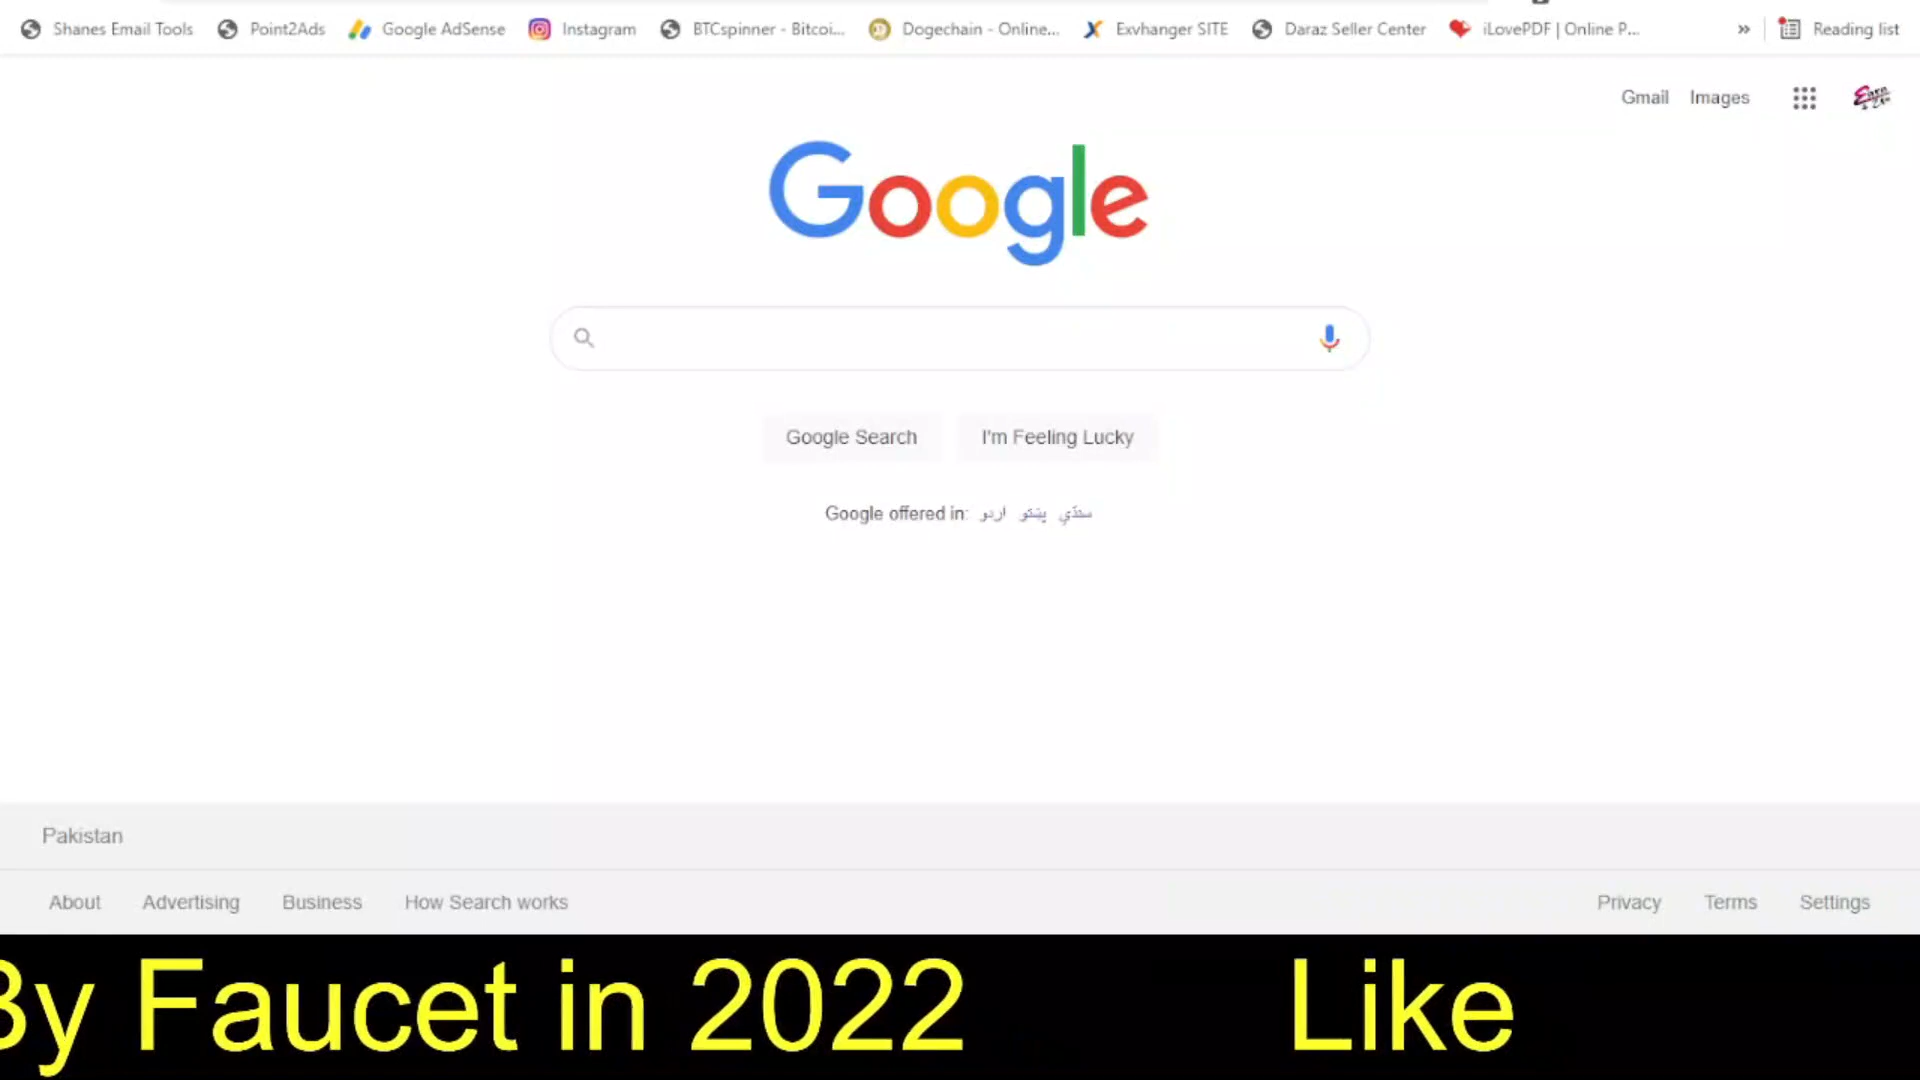 Shanes Email Tools Point2Ads Google AdSense Instagram BTCspinner - Bitcoi... Dogechain - Online... Exvhanger SITE Daraz Seller Center iLovePDF | Online P... » Reading list
Gmail Images
Google
Google Search I'm Feeling Lucky
Google offered in: اردو پښتو سنڌي
Pakistan
About Advertising Business How Search works Privacy Terms Settings
By Faucet in 2022 Like